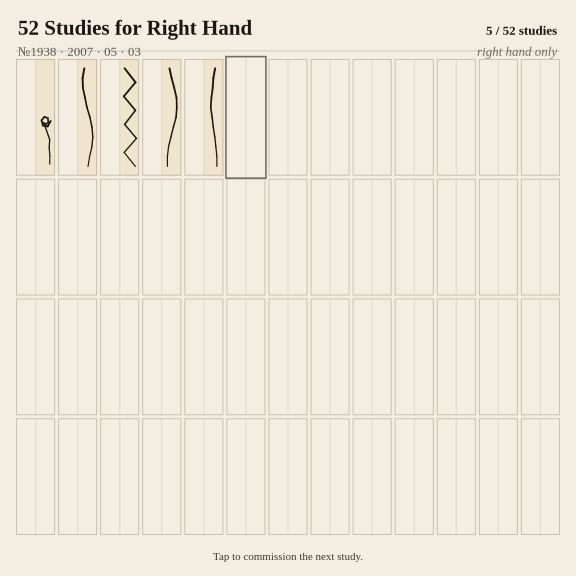 52 Studies for Right Hand
5 / 52 studies
№1938 · 2007 · 05 · 03
right hand only
Tap to commission the next study.